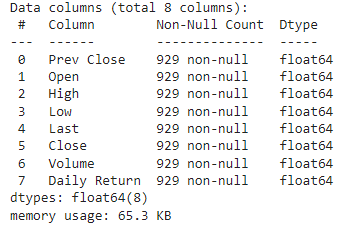 Data columns (total 8 columns):
 #   Column        Non-Null Count  Dtype
---  ------        --------------  -----
 0   Prev Close    929 non-null    float64
 1   Open          929 non-null    float64
 2   High          929 non-null    float64
 3   Low           929 non-null    float64
 4   Last          929 non-null    float64
 5   Close         929 non-null    float64
 6   Volume        929 non-null    float64
 7   Daily Return  929 non-null    float64
dtypes: float64(8)
memory usage: 65.3 KB